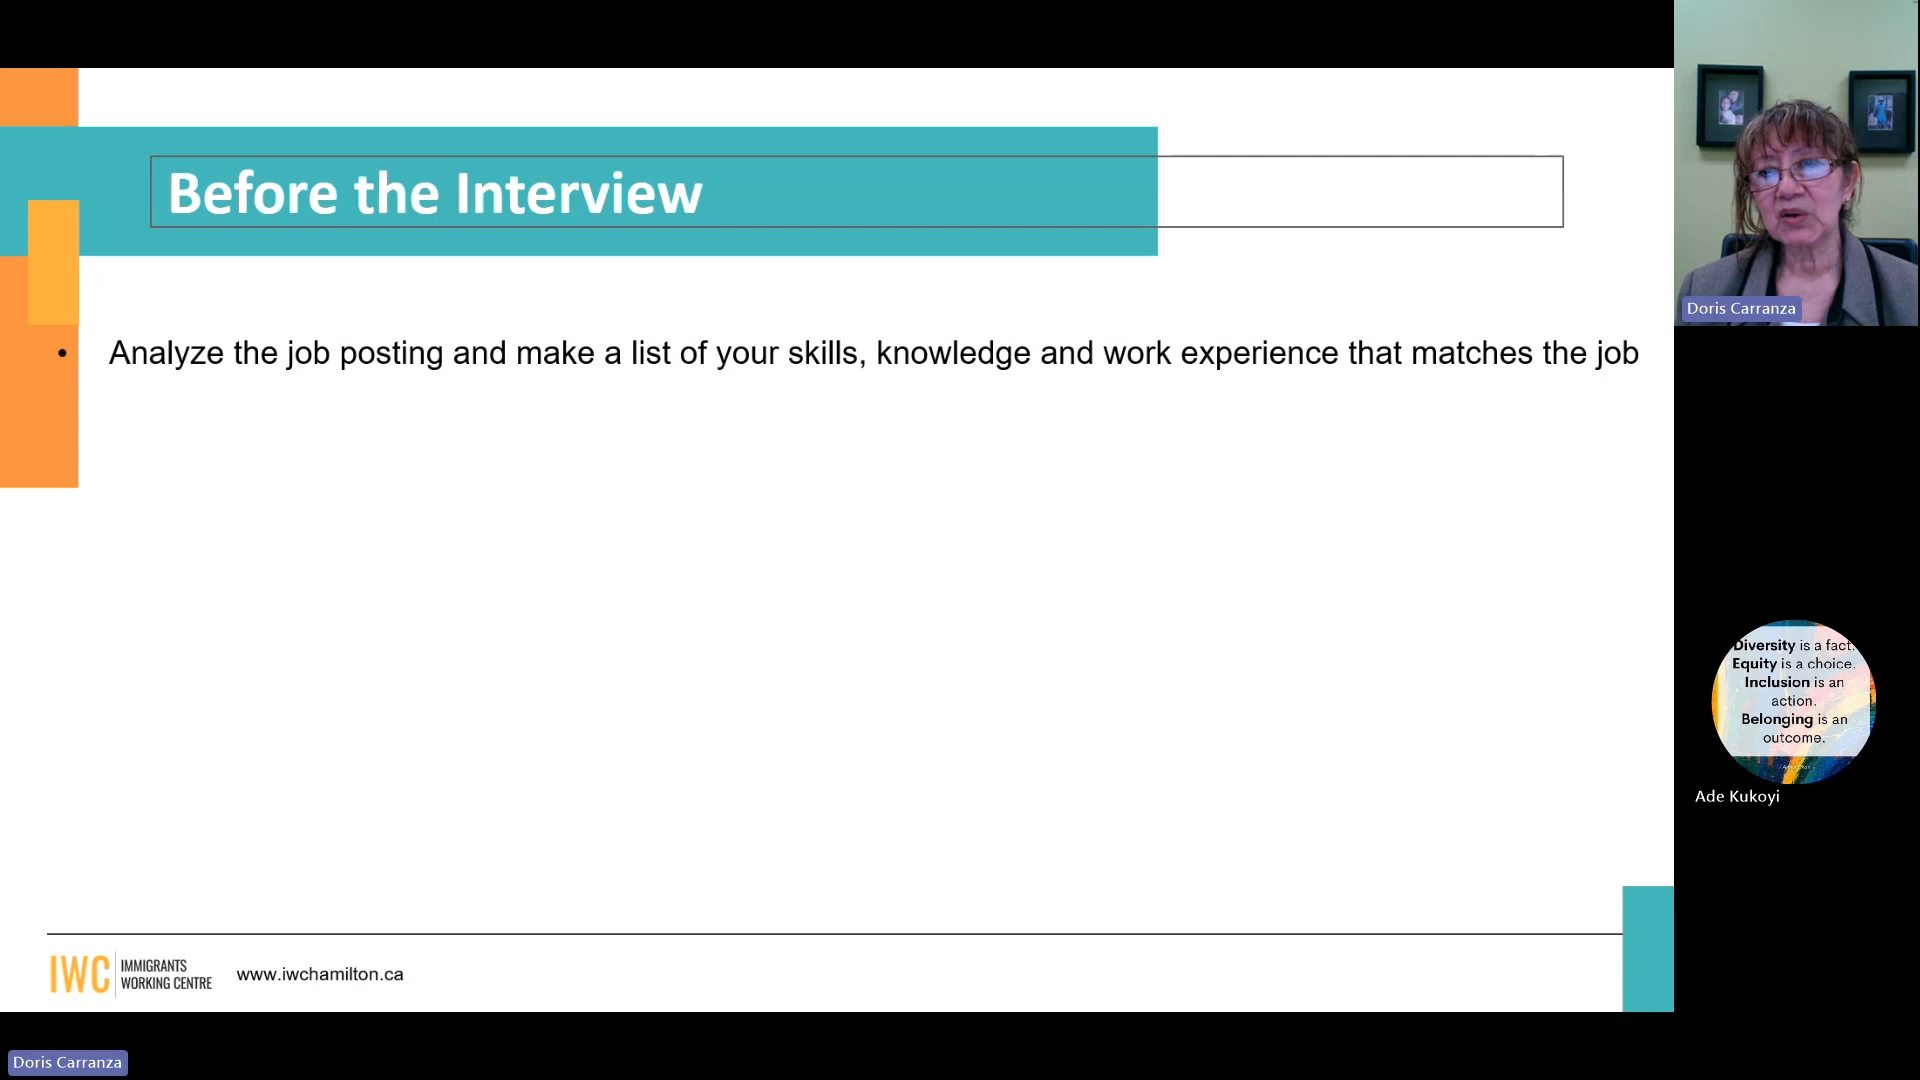 Before the Interview
• Analyze the job posting and make a list of your skills, knowledge and work experience that matches the job
IWC IMMIGRANTS
WORKING CENTRE
www.iwchamilton.ca
Doris Carranza
Diversity is a fact.
Equity is a choice.
Inclusion is an
action.
Belonging is an
outcome.
Ade Kukoyi
Doris Carranza